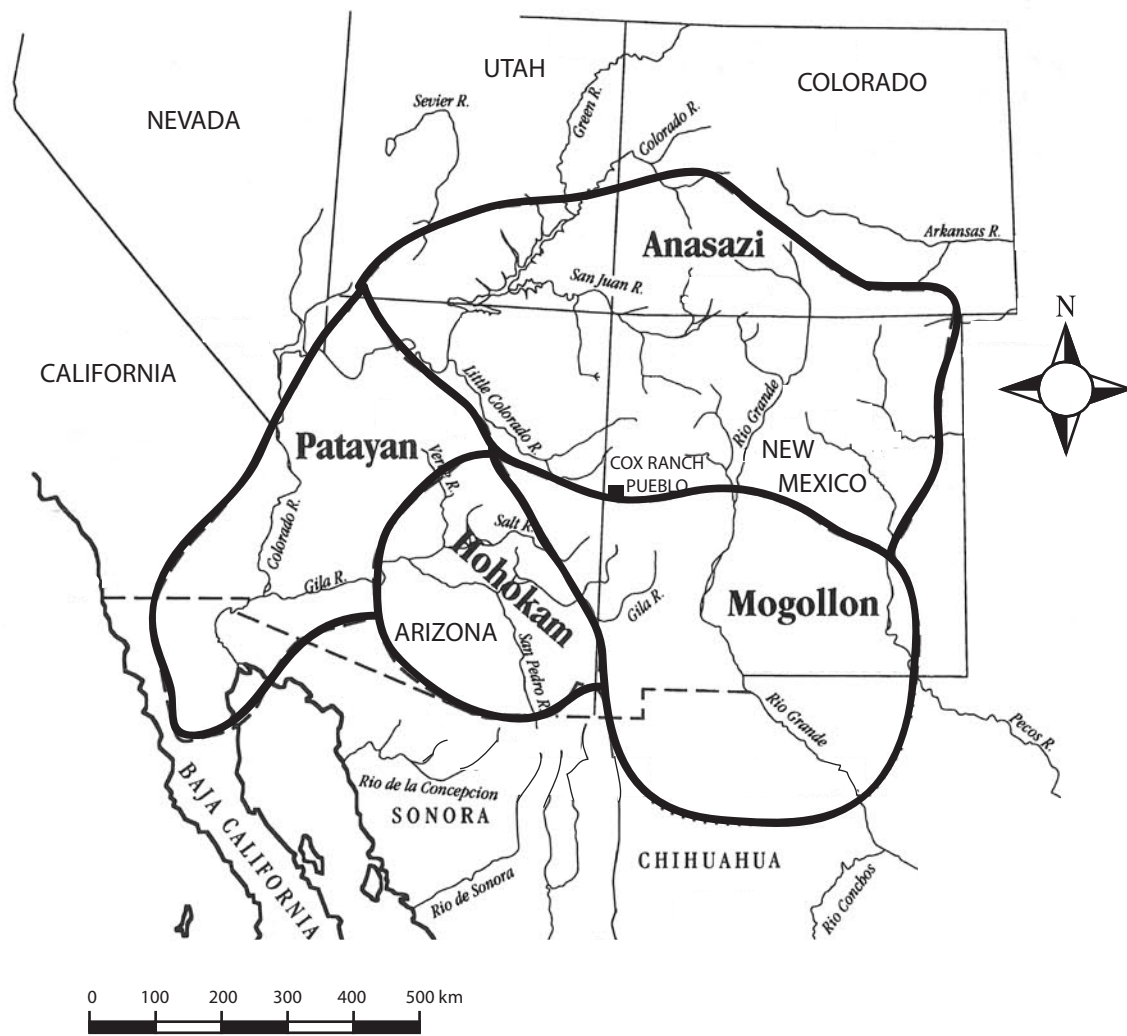 UTAH
COLORADO
NEVADA
Sevier R.
Green R.
Colorado R.
Arkansas R.
Anasazi
San Juan R.
N
CALIFORNIA
Little Colorado R.
Rio Grande
Patayan
Verde R.
COX RANCH
PUEBLO
NEW
MEXICO
Colorado R.
Salt R.
Hohokam
Gila R.
Gila R.
Mogollon
ARIZONA
San Pedro R.
Rio Grande
Pecos R.
Rio de la Concepcion
SONORA
BAJA CALIFORNIA
CHIHUAHUA
Rio de Sonora
Rio Conchos
0 100 200 300 400 500 km